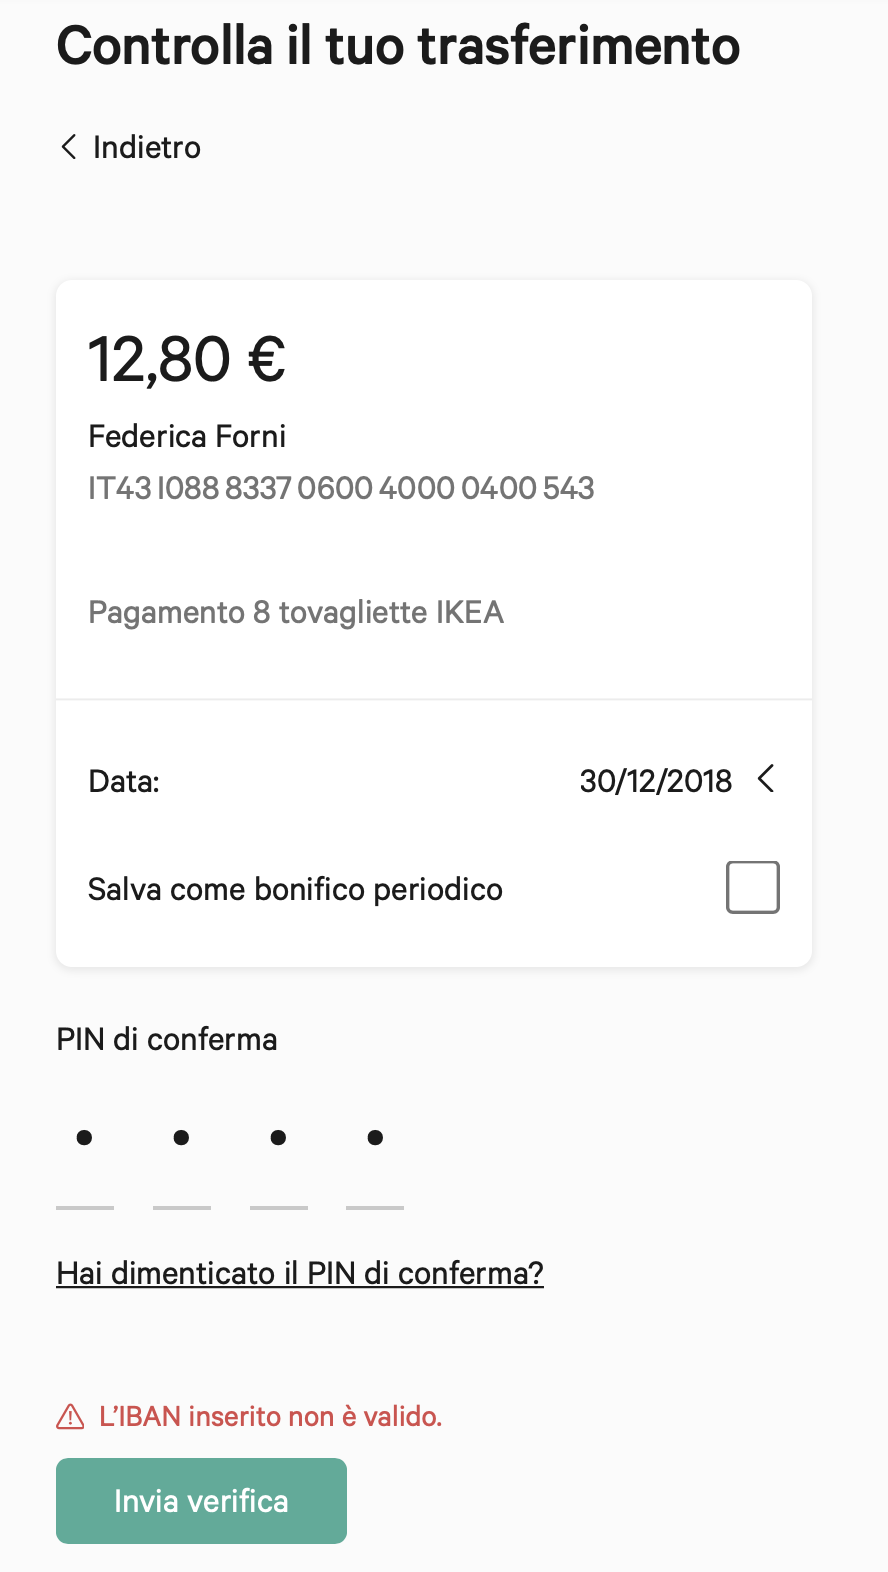 Controlla il tuo trasferimento
Indietro
12,80 €
Federica Forni
IT43 I088 8337 0600 4000 0400 543
Pagamento 8 tovagliette IKEA
Data: 30/12/2018
Salva come bonifico periodico
PIN di conferma
Hai dimenticato il PIN di conferma?
L’IBAN inserito non è valido.
Invia verifica